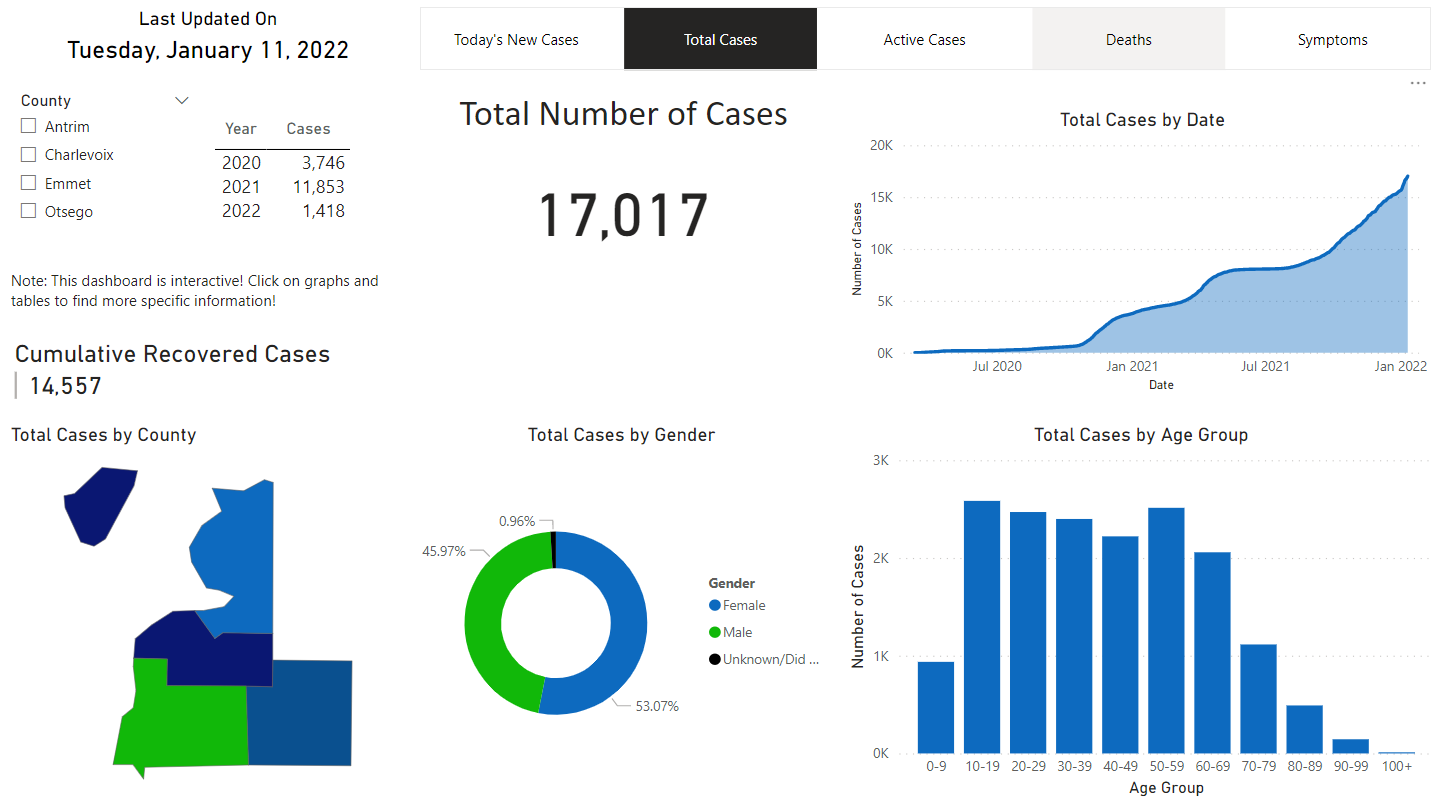 Last Updated On
Tuesday, January 11, 2022
Today's New Cases
Total Cases
Active Cases
Deaths
Symptoms
County
Antrim
Charlevoix
Emmet
Otsego
Year Cases
2020 3,746
2021 11,853
2022 1,418
Note: This dashboard is interactive! Click on graphs and
tables to find more specific information!
Cumulative Recovered Cases
14,557
Total Number of Cases
17,017
Total Cases by Date
Number of Cases
20K
15K
10K
5K
0K
Jul 2020 Jan 2021 Jul 2021 Jan 2022
Date
Total Cases by County
Total Cases by Gender
0.96%
45.97%
53.07%
Gender
Female
Male
Unknown/Did ...
Total Cases by Age Group
Number of Cases
3K
2K
1K
0K
0-9 10-19 20-29 30-39 40-49 50-59 60-69 70-79 80-89 90-99 100+
Age Group